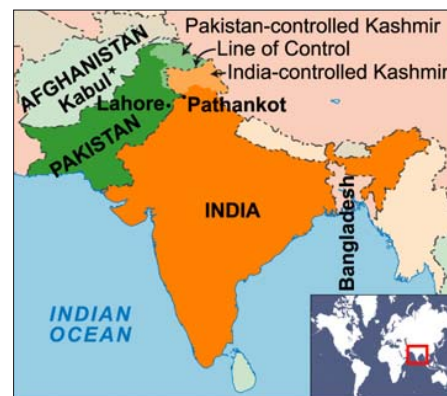 Pakistan-controlled Kashmir
Line of Control
India-controlled Kashmir
AFGHANISTAN
Kabul*
Lahore
Pathankot
PAKISTAN
INDIA
Bangladesh
INDIAN
OCEAN